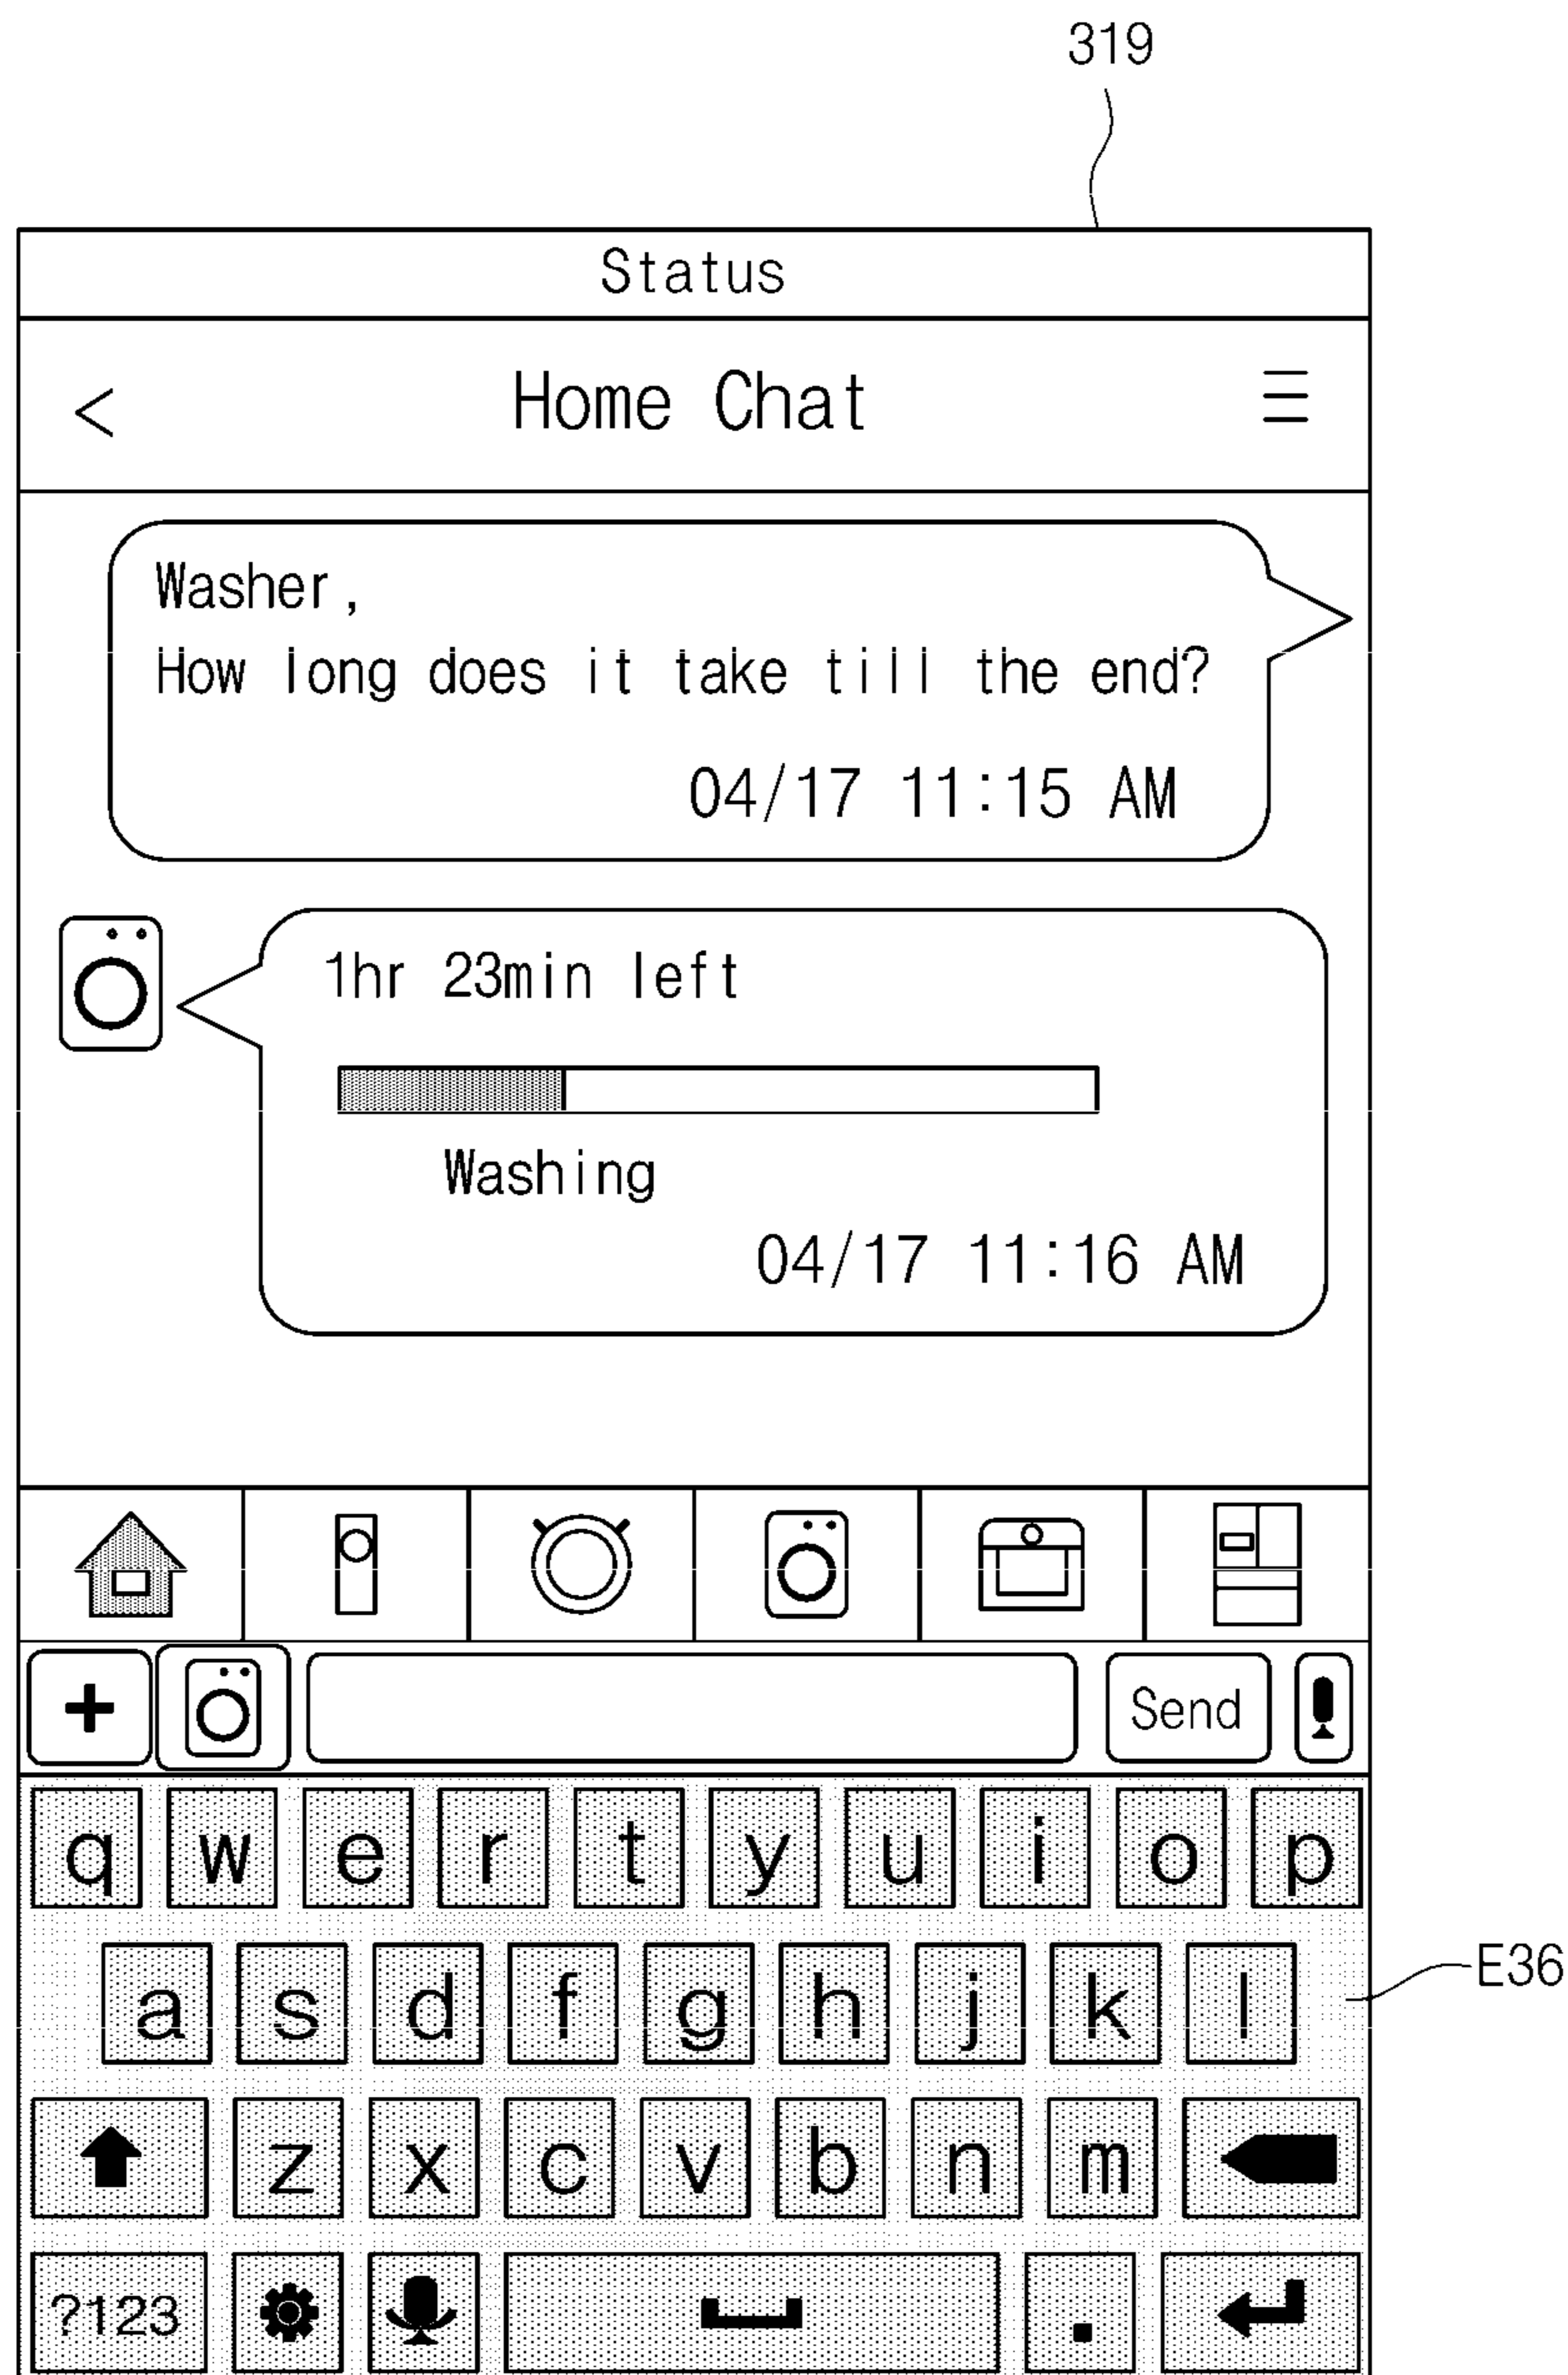 319
Status
< Home Chat
Washer,
How long does it take till the end?
04/17 11:15 AM
1hr 23min left
Washing
04/17 11:16 AM
+ Send
q w e r t y u i o p
a s d f g h j k l
E36
z x c v b n m
?123 .